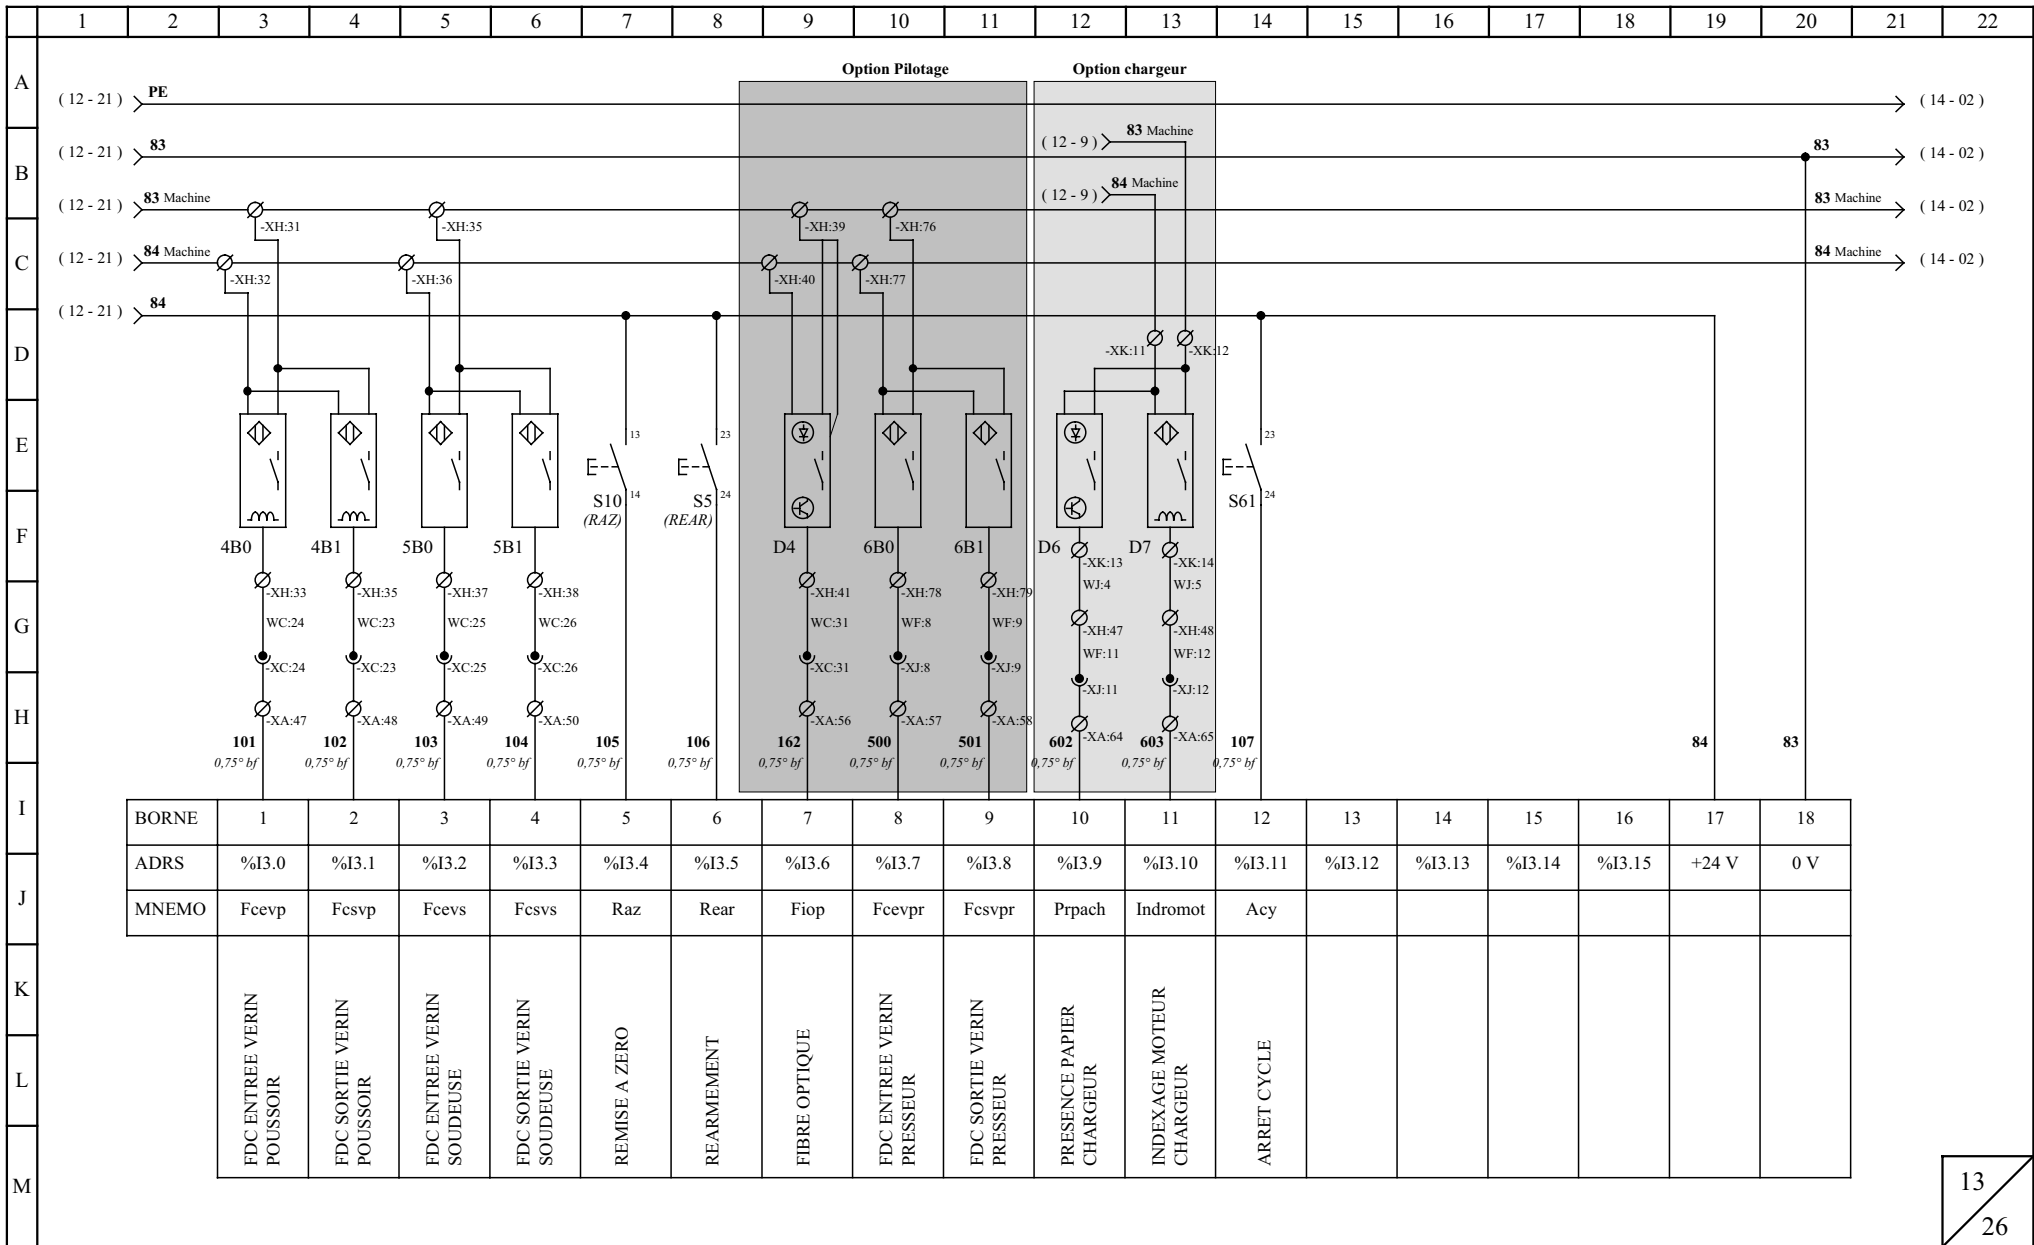 1 2 3 4 5 6 7 8 9 10 11 12 13 14 15 16 17 18 19 20 21 22
A
B
C
D
E
F
G
H
I
J
K
L
M
Option Pilotage Option chargeur
( 12 - 21 ) PE ( 14 - 02 )
( 12 - 9 ) 83 Machine
( 12 - 21 ) 83 83 ( 14 - 02 )
( 12 - 9 ) 84 Machine
( 12 - 21 ) 83 Machine 83 Machine ( 14 - 02 )
-XH:31 -XH:35 -XH:39 -XH:76
( 12 - 21 ) 84 Machine 84 Machine ( 14 - 02 )
-XH:32 -XH:36 -XH:40 -XH:77
( 12 - 21 ) 84
-XK:11 -XK:12
13 23 23
14 24 24
S10 S5 S61
(RAZ) (REAR)
4B0 4B1 5B0 5B1 D4 6B0 6B1 D6 D7
-XK:13 -XK:14
WJ:4 WJ:5
-XH:33 -XH:35 -XH:37 -XH:38 -XH:41 -XH:78 -XH:79
WC:24 WC:23 WC:25 WC:26 WC:31 WF:8 WF:9
-XH:47 -XH:48
WF:11 WF:12
-XC:24 -XC:23 -XC:25 -XC:26 -XC:31 -XJ:8 -XJ:9
-XJ:11 -XJ:12
-XA:47 -XA:48 -XA:49 -XA:50 -XA:56 -XA:57 -XA:58
-XA:64 -XA:65
101 102 103 104 105 106 162 500 501 602 603 107 84 83
0,75° bf 0,75° bf 0,75° bf 0,75° bf 0,75° bf 0,75° bf 0,75° bf 0,75° bf 0,75° bf 0,75° bf 0,75° bf 0,75° bf
BORNE 1 2 3 4 5 6 7 8 9 10 11 12 13 14 15 16 17 18
ADRS %I3.0 %I3.1 %I3.2 %I3.3 %I3.4 %I3.5 %I3.6 %I3.7 %I3.8 %I3.9 %I3.10 %I3.11 %I3.12 %I3.13 %I3.14 %I3.15 +24 V 0 V
MNEMO Fcevp Fcsvp Fcevs Fcsvs Raz Rear Fiop Fcevpr Fcsvpr Prpach Indromot Acy
FDC ENTREE VERIN
POUSSOIR
FDC SORTIE VERIN
POUSSOIR
FDC ENTREE VERIN
SOUDEUSE
FDC SORTIE VERIN
SOUDEUSE
REMISE A ZERO
REARMEMENT
FIBRE OPTIQUE
FDC ENTREE VERIN
PRESSEUR
FDC SORTIE VERIN
PRESSEUR
PRESENCE PAPIER
CHARGEUR
INDEXAGE MOTEUR
CHARGEUR
ARRET CYCLE
13
26